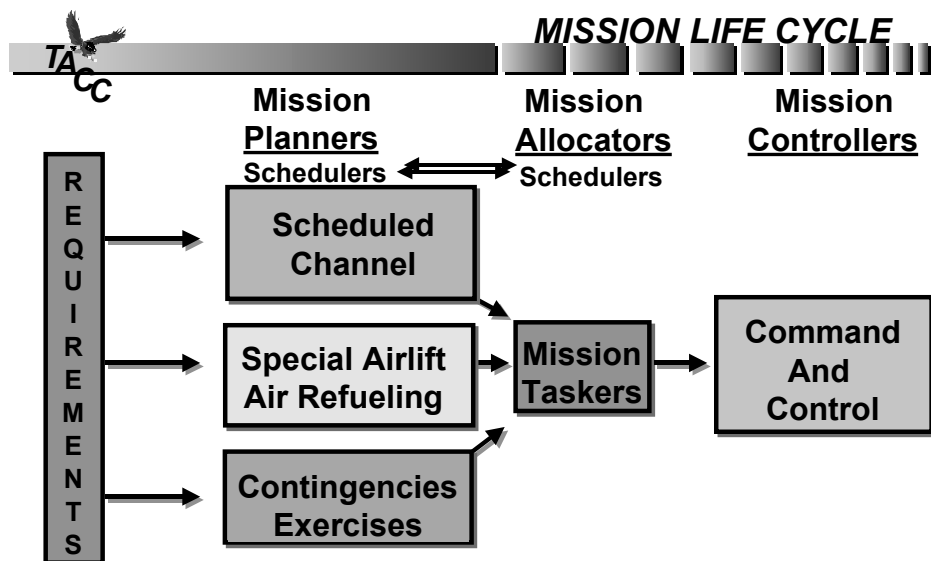 MISSION LIFE CYCLE
TACC
Mission
Planners
Schedulers
Mission
Allocators
Schedulers
Mission
Controllers
REQUIREMENTS
Scheduled
Channel
Special Airlift
Air Refueling
Contingencies
Exercises
Mission
Taskers
Command
And
Control